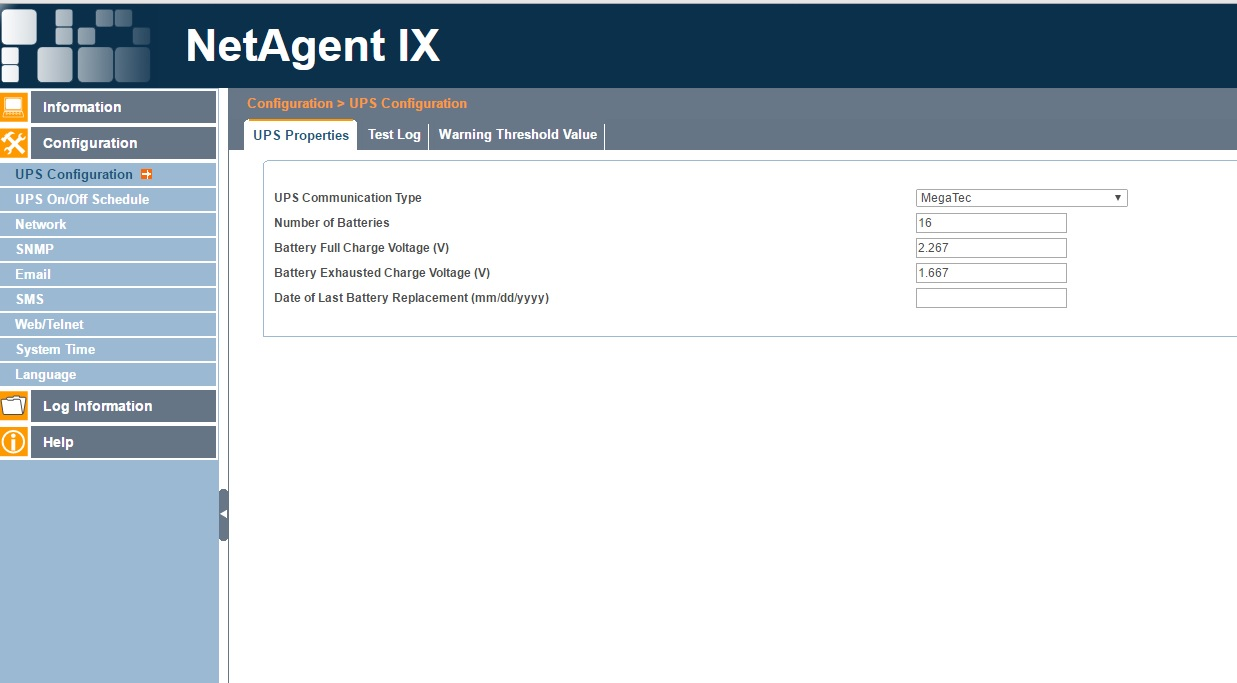 NetAgent IX
Information
Configuration
UPS Configuration
UPS On/Off Schedule
Network
SNMP
Email
SMS
Web/Telnet
System Time
Language
Log Information
Help
Configuration > UPS Configuration
UPS Properties Test Log Warning Threshold Value
UPS Communication Type MegaTec
Number of Batteries 16
Battery Full Charge Voltage (V) 2.267
Battery Exhausted Charge Voltage (V) 1.667
Date of Last Battery Replacement (mm/dd/yyyy)